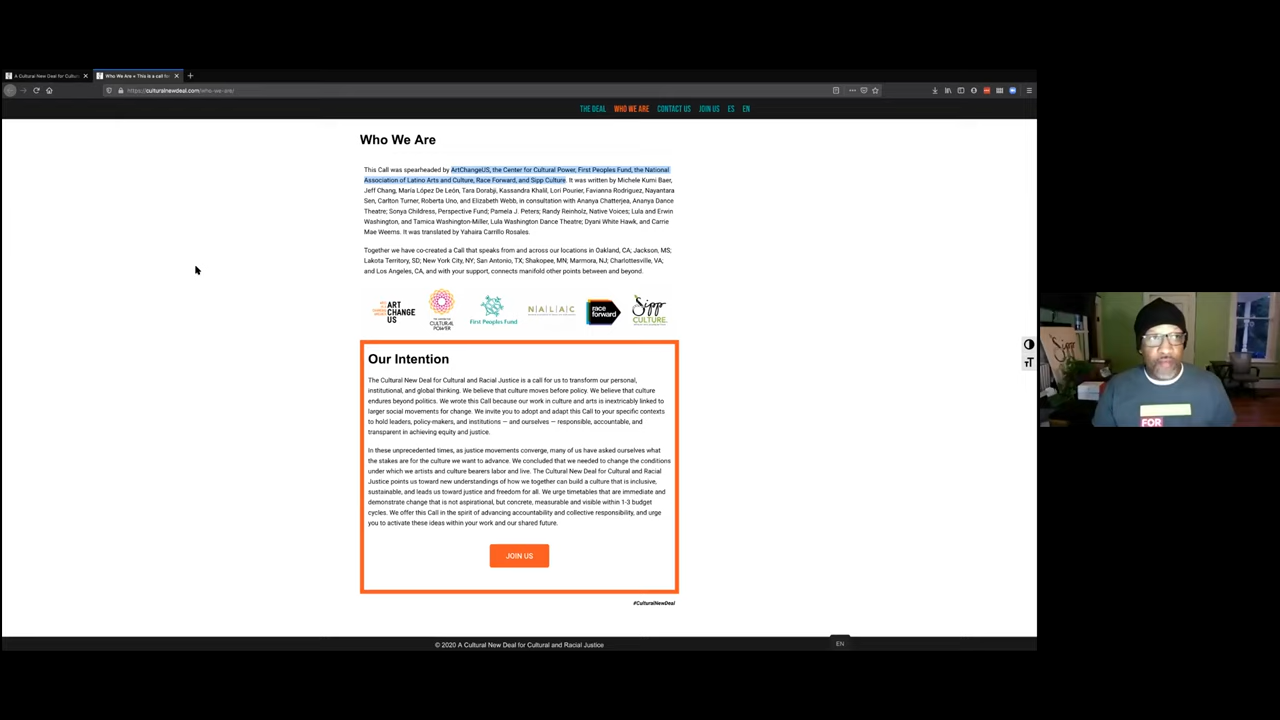 A Cultural New Deal for Cultur
Who We Are • This is a call fo
https://culturalnewdeal.com/who-we-are/
THE DEAL WHO WE ARE CONTACT US JOIN US ES EN
Who We Are
This Call was spearheaded by ArtChangeUS, the Center for Cultural Power, First Peoples Fund, the National
Association of Latino Arts and Culture, Race Forward, and Sipp Culture. It was written by Michele Kumi Baer,
Jeff Chang, María López De León, Tara Dorabji, Kassandra Khalil, Lori Pourier, Favianna Rodriguez, Nayantara
Sen, Carlton Turner, Roberta Uno, and Elizabeth Webb, in consultation with Ananya Chatterjea, Ananya Dance
Theatre; Sonya Childress, Perspective Fund; Pamela J. Peters; Randy Reinholz, Native Voices; Lula and Erwin
Washington, and Tamica Washington-Miller, Lula Washington Dance Theatre; Dyani White Hawk, and Carrie
Mae Weems. It was translated by Yahaira Carrillo Rosales.
Together we have co-created a Call that speaks from and across our locations in Oakland, CA; Jackson, MS;
Lakota Territory, SD; New York City, NY; San Antonio, TX; Shakopee, MN; Marmora, NJ; Charlottesville, VA;
and Los Angeles, CA, and with your support, connects manifold other points between and beyond.
ART
CHANGE
US
CULTURAL
POWER
First Peoples Fund
NALAC
race
forward
Sipp
CULTURE
Our Intention
The Cultural New Deal for Cultural and Racial Justice is a call for us to transform our personal,
institutional, and global thinking. We believe that culture moves before policy. We believe that culture
endures beyond politics. We wrote this Call because our work in culture and arts is inextricably linked to
larger social movements for change. We invite you to adopt and adapt this Call to your specific contexts
to hold leaders, policy-makers, and institutions — and ourselves — responsible, accountable, and
transparent in achieving equity and justice.
In these unprecedented times, as justice movements converge, many of us have asked ourselves what
the stakes are for the culture we want to advance. We concluded that we needed to change the conditions
under which we artists and culture bearers labor and live. The Cultural New Deal for Cultural and Racial
Justice points us toward new understandings of how we together can build a culture that is inclusive,
sustainable, and leads us toward justice and freedom for all. We urge timetables that are immediate and
demonstrate change that is not aspirational, but concrete, measurable and visible within 1-3 budget
cycles. We offer this Call in the spirit of advancing accountability and collective responsibility, and urge
you to activate these ideas within your work and our shared future.
JOIN US
#CulturalNewDeal
© 2020 A Cultural New Deal for Cultural and Racial Justice
EN
FOR